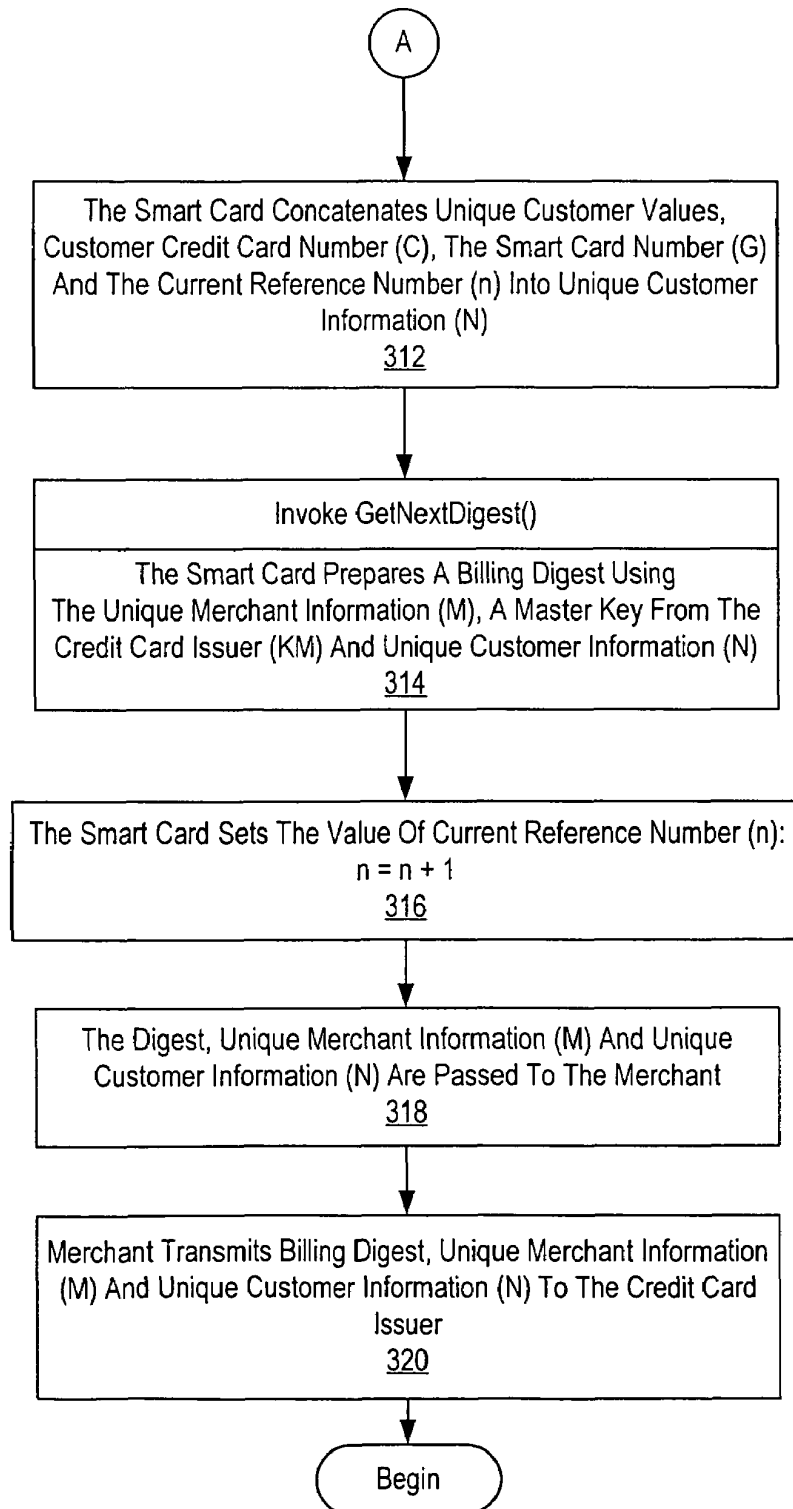 A
The Smart Card Concatenates Unique Customer Values,
Customer Credit Card Number (C), The Smart Card Number (G)
And The Current Reference Number (n) Into Unique Customer
Information (N)
312
Invoke GetNextDigest()
The Smart Card Prepares A Billing Digest Using
The Unique Merchant Information (M), A Master Key From The
Credit Card Issuer (KM) And Unique Customer Information (N)
314
The Smart Card Sets The Value Of Current Reference Number (n):
n = n + 1
316
The Digest, Unique Merchant Information (M) And Unique
Customer Information (N) Are Passed To The Merchant
318
Merchant Transmits Billing Digest, Unique Merchant Information
(M) And Unique Customer Information (N) To The Credit Card
Issuer
320
Begin